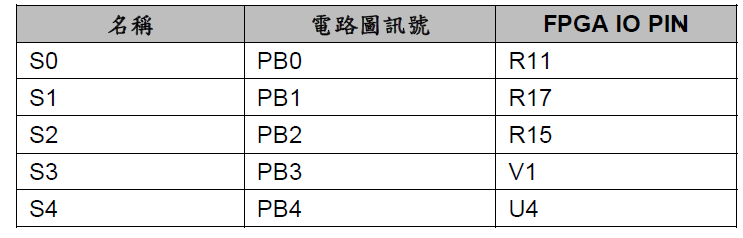 名稱 電路圖訊號 FPGA IO PIN
S0 PB0 R11
S1 PB1 R17
S2 PB2 R15
S3 PB3 V1
S4 PB4 U4